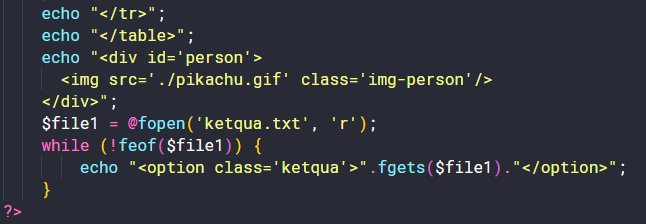 echo "</tr>";
echo "</table>";
echo "<div id='person'>
<img src='./pikachu.gif' class='img-person'/>
</div>";
$file1 = @fopen('ketqua.txt', 'r');
while (!feof($file1)) {
echo "<option class='ketqua'>".fgets($file1)."</option>";
}
?>